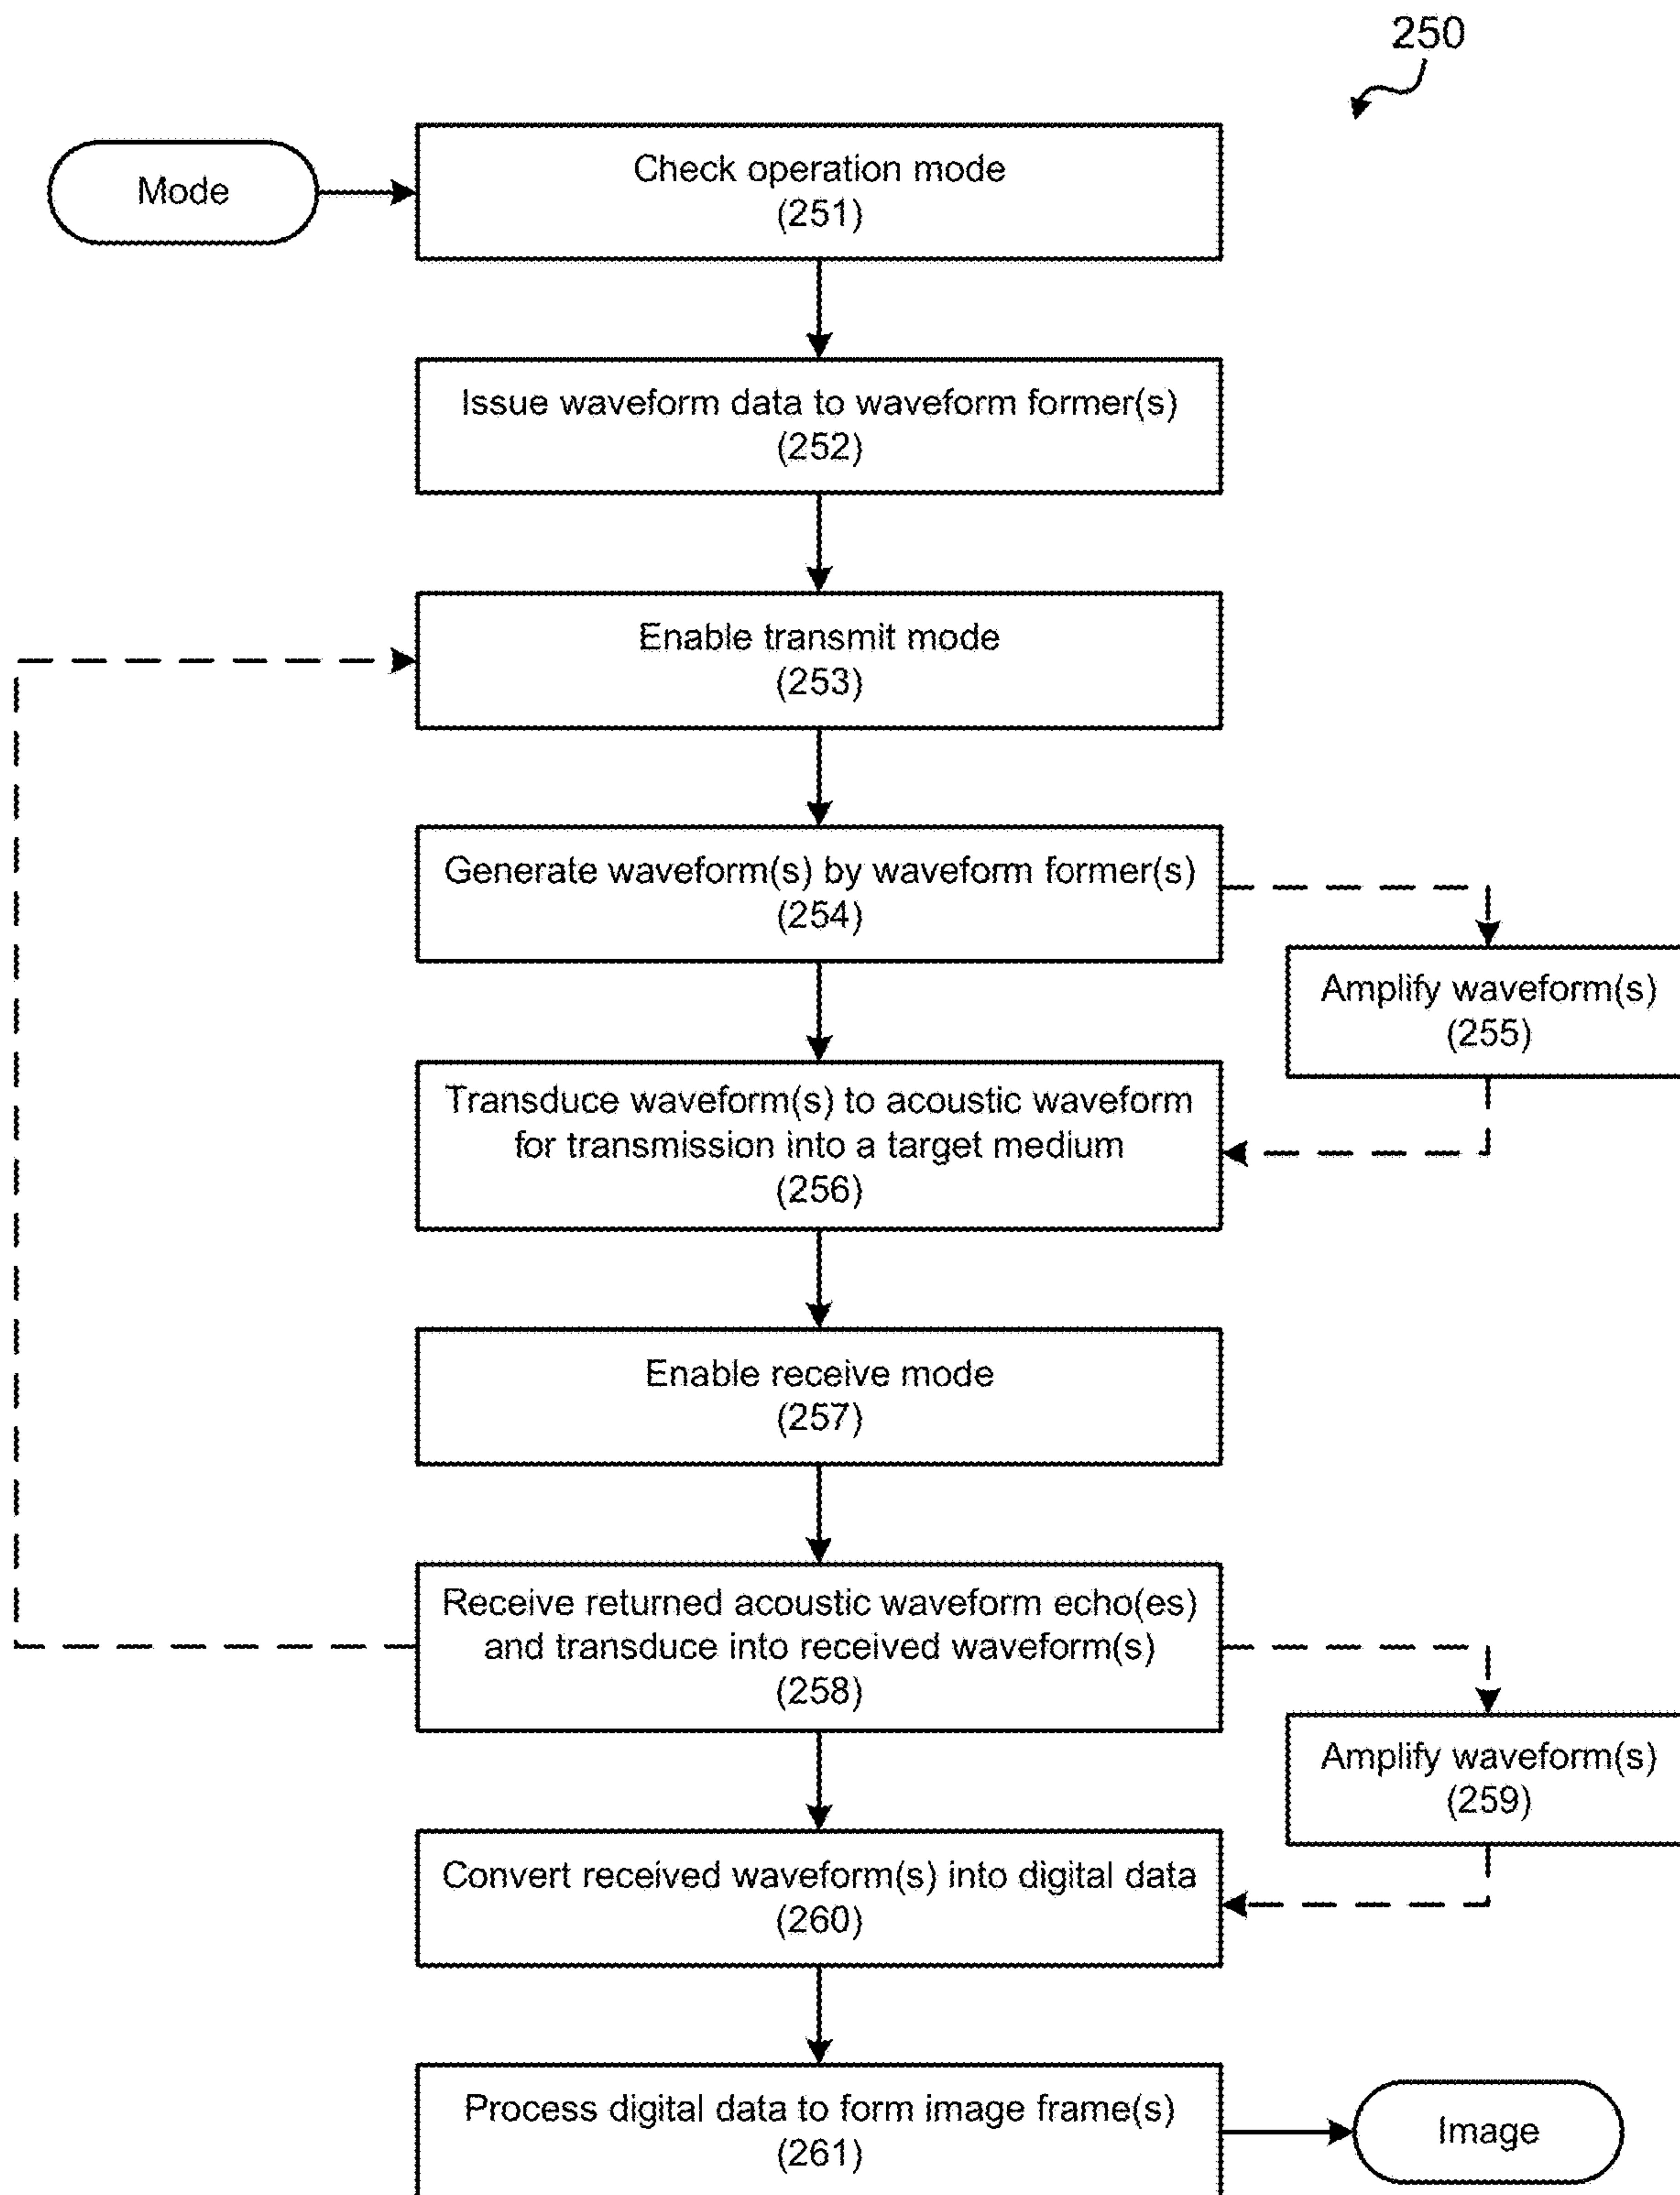 250
Mode
Check operation mode
(251)
Issue waveform data to waveform former(s)
(252)
Enable transmit mode
(253)
Generate waveform(s) by waveform former(s)
(254)
Amplify waveform(s)
(255)
Transduce waveform(s) to acoustic waveform
for transmission into a target medium
(256)
Enable receive mode
(257)
Receive returned acoustic waveform echo(es)
and transduce into received waveform(s)
(258)
Amplify waveform(s)
(259)
Convert received waveform(s) into digital data
(260)
Process digital data to form image frame(s)
(261)
Image